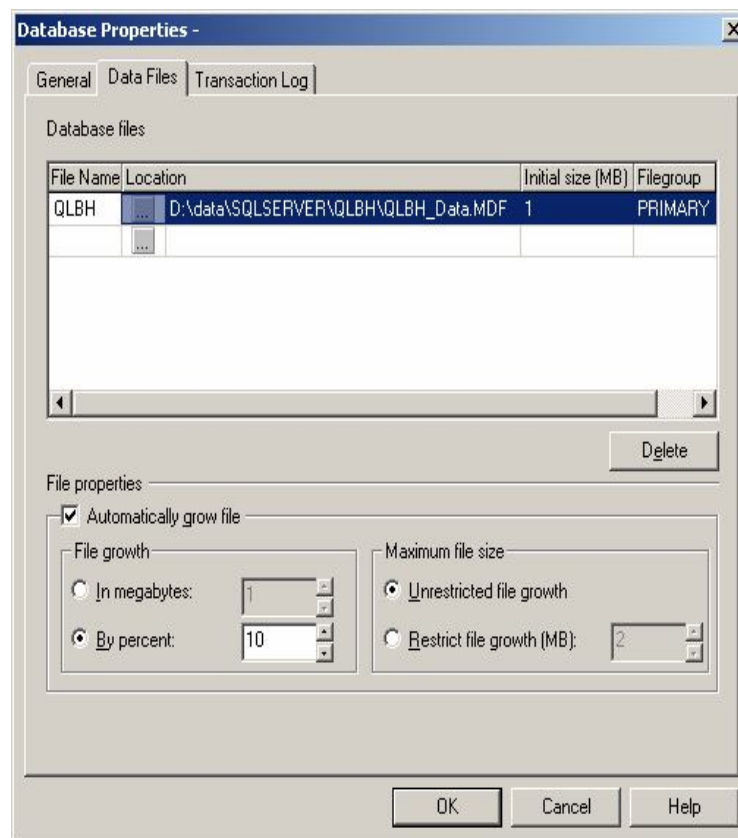 Database Properties -
General Data Files Transaction Log
Database files
File Name Location Initial size (MB) Filegroup
QLBH ... D:\data\SQLSERVER\QLBH\QLBH_Data.MDF 1 PRIMARY
...
Delete
File properties
Automatically grow file
File growth
In megabytes: 1
By percent: 10
Maximum file size
Unrestricted file growth
Restrict file growth (MB): 2
OK Cancel Help